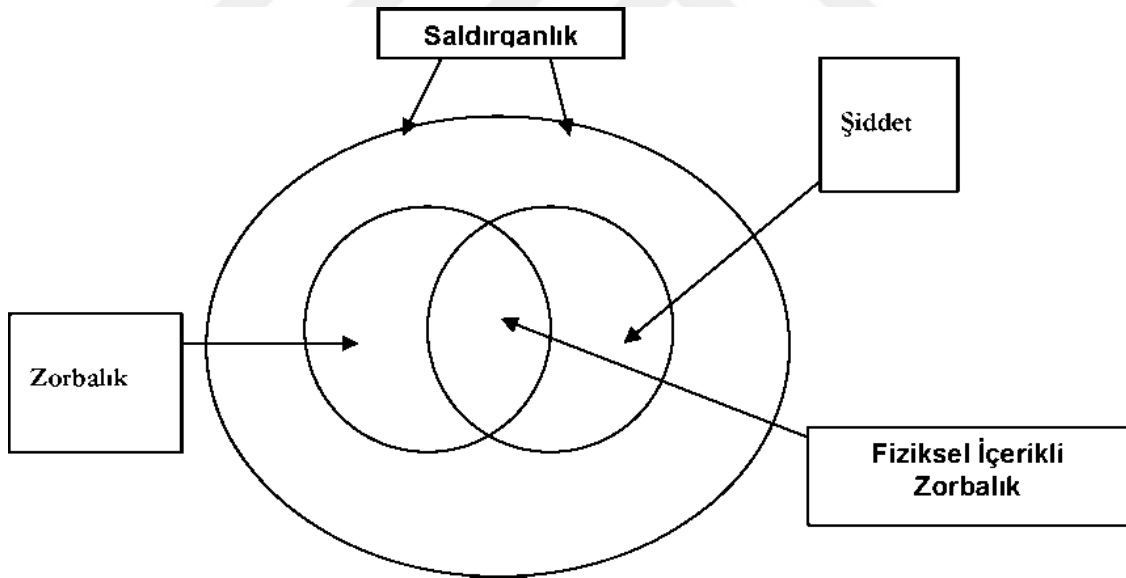 Saldırganlık
Şiddet
Zorbalık
Fiziksel İçerikli
Zorbalık